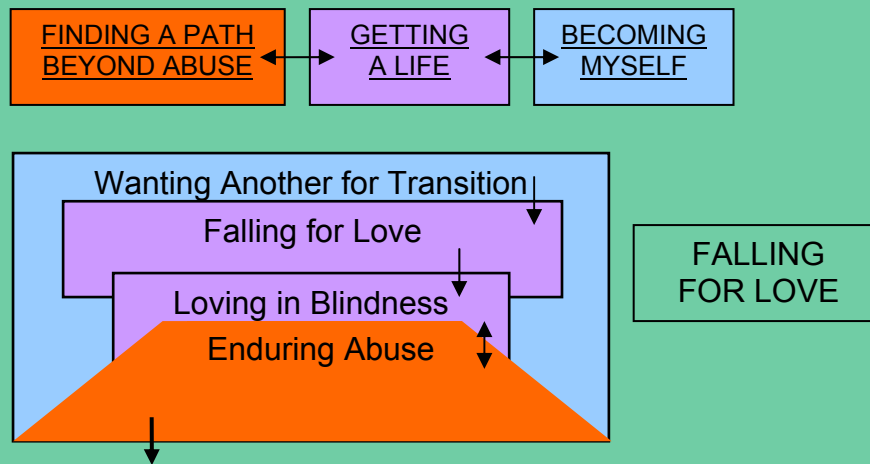 FINDING A PATH
BEYOND ABUSE
GETTING
A LIFE
BECOMING
MYSELF
Wanting Another for Transition
Falling for Love
Loving in Blindness
Enduring Abuse
FALLING
FOR LOVE